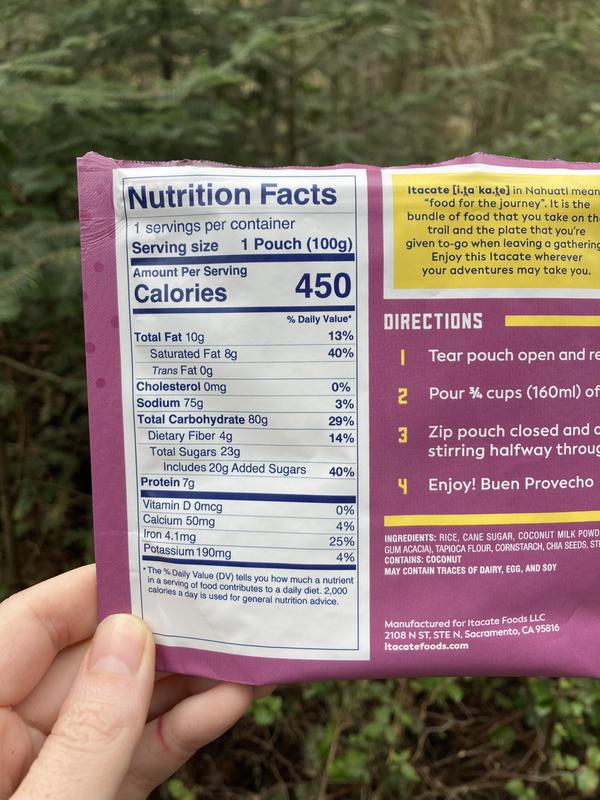 Nutrition Facts
1 servings per container
Serving size 1 Pouch (100g)
Amount Per Serving
Calories 450
% Daily Value*
Total Fat 10g 13%
Saturated Fat 8g 40%
Trans Fat 0g
Cholesterol 0mg 0%
Sodium 75g 3%
Total Carbohydrate 80g 29%
Dietary Fiber 4g 14%
Total Sugars 23g
Includes 20g Added Sugars 40%
Protein 7g
Vitamin D 0mcg 0%
Calcium 50mg 4%
Iron 4.1mg 25%
Potassium 190mg 4%
* The % Daily Value (DV) tells you how much a nutrient
in a serving of food contributes to a daily diet. 2,000
calories a day is used for general nutrition advice.
Itacate [i.t̪a ˈka.t̪e] in Nahuatl mean
"food for the journey". It is the
bundle of food that you take on the
trail and the plate that you're
given to-go when leaving a gathering
Enjoy this Itacate wherever
your adventures may take you.
DIRECTIONS
1 Tear pouch open and re
2 Pour ¾ cups (160ml) of
3 Zip pouch closed and
stirring halfway throug
4 Enjoy! Buen Provecho
INGREDIENTS: RICE, CANE SUGAR, COCONUT MILK POWD
GUM ACACIA), TAPIOCA FLOUR, CORNSTARCH, CHIA SEEDS,
CONTAINS: COCONUT
MAY CONTAIN TRACES OF DAIRY, EGG, AND SOY
Manufactured for Itacate Foods LLC
2108 N ST, STE N, Sacramento, CA 95816
itacatefoods.com